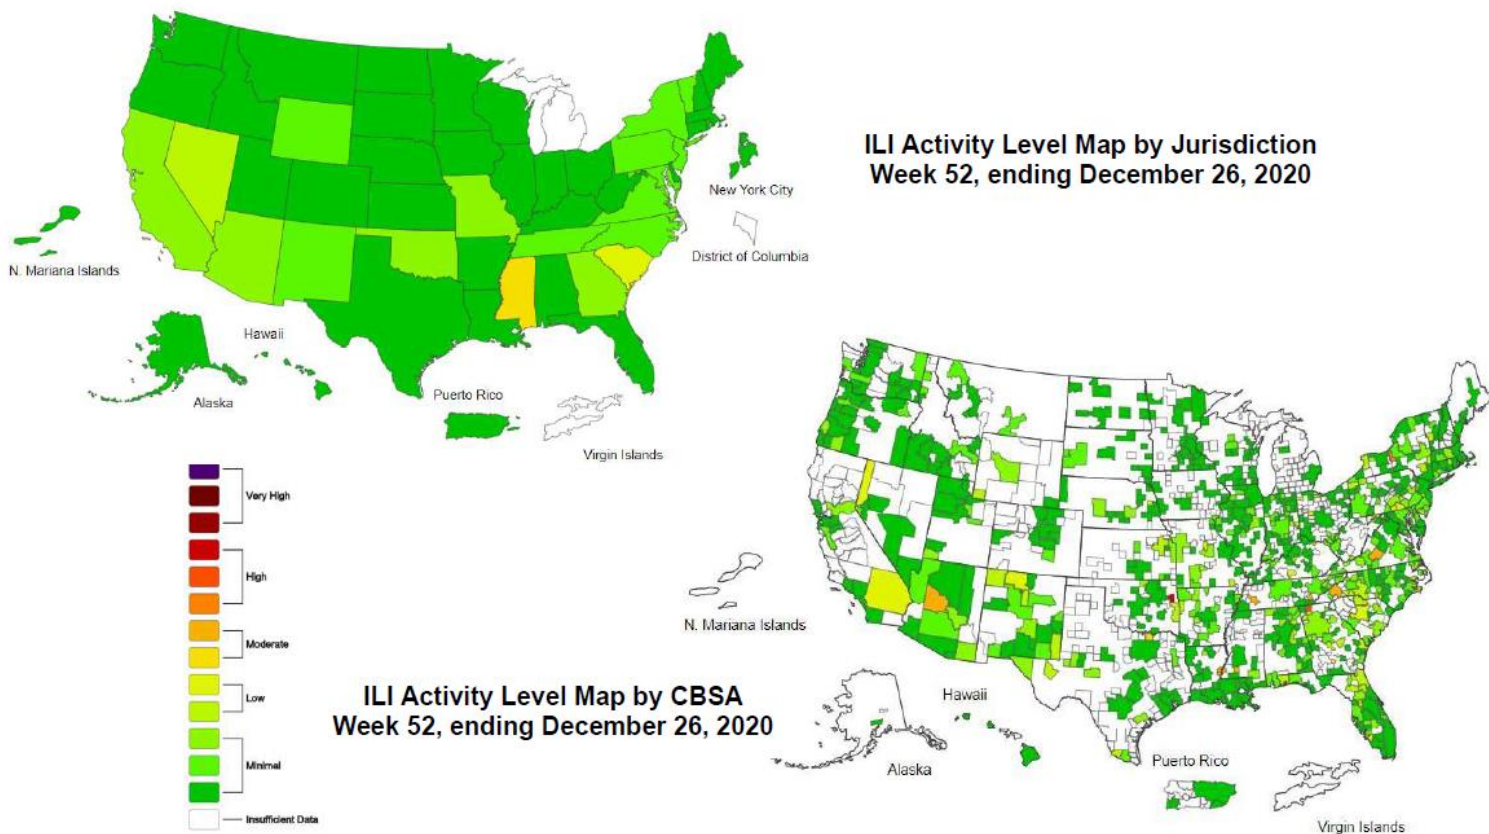 ILI Activity Level Map by Jurisdiction
Week 52, ending December 26, 2020
New York City
District of Columbia
N. Mariana Islands
Hawaii
Alaska
Puerto Rico
Virgin Islands
Very High
High
Moderate
Low
Minimal
Insufficient Data
ILI Activity Level Map by CBSA
Week 52, ending December 26, 2020
N. Mariana Islands
Hawaii
Alaska
Puerto Rico
Virgin Islands